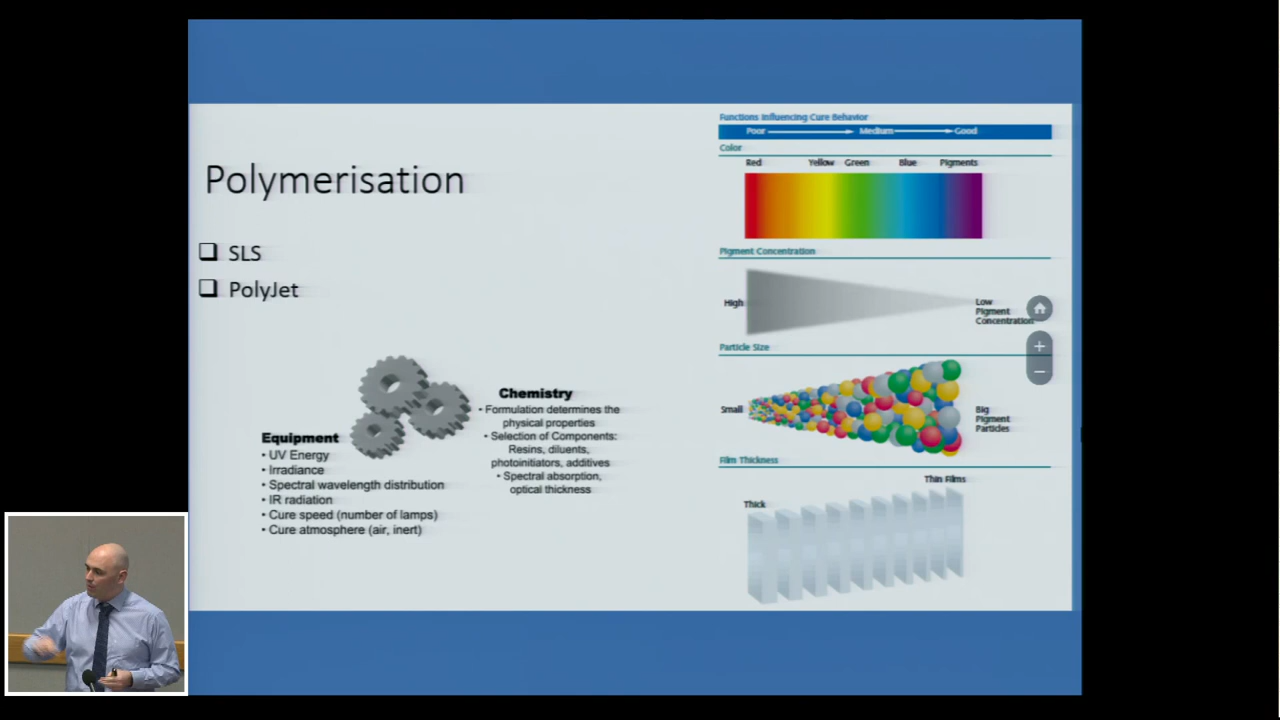 Polymerisation
SLS
PolyJet
Equipment
• UV Energy
• Irradiance
• Spectral wavelength distribution
• IR radiation
• Cure speed (number of lamps)
• Cure atmosphere (air, inert)
Chemistry
• Formulation determines the
physical properties
• Selection of Components:
Resins, diluents,
photoinitiators, additives
• Spectral absorption,
optical thickness
Functions Influencing Cure Behavior
Poor Medium Good
Color
Red Yellow Green Blue Pigments
Pigment Concentration
High
Low
Pigment
Concentration
Particle Size
Small
Big
Pigment
Particles
Film Thickness
Thin Films
Thick